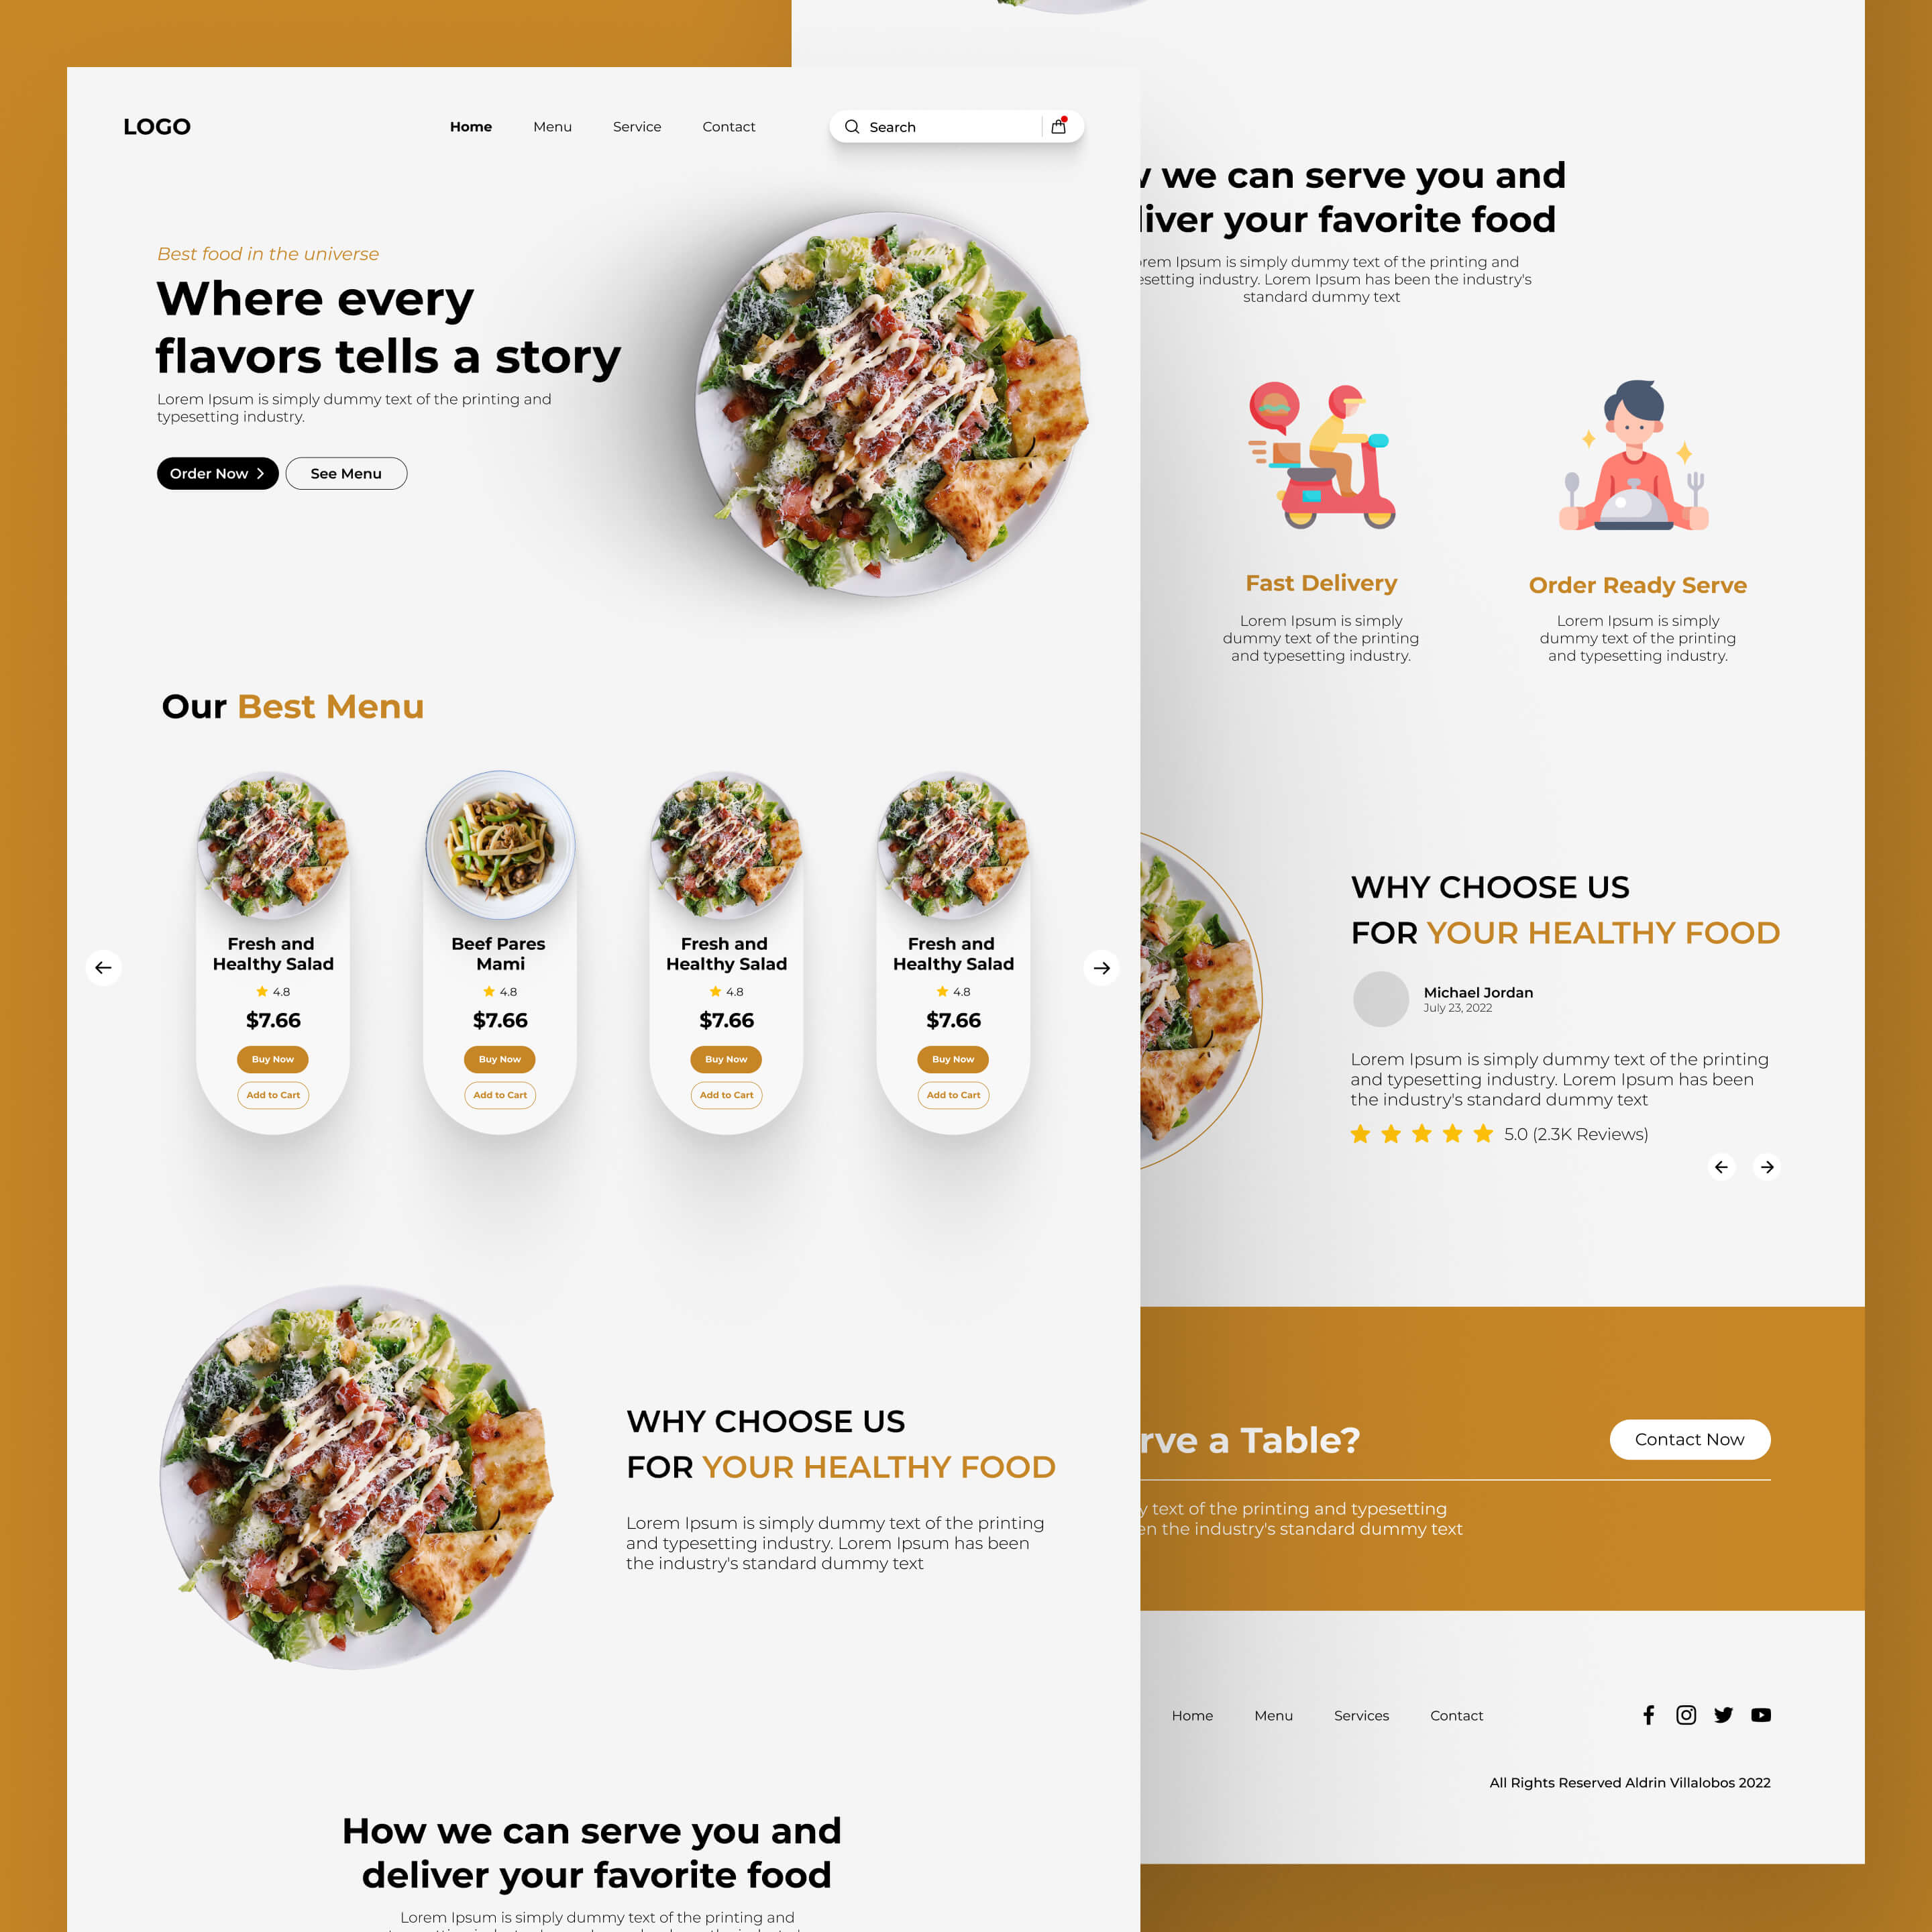 LOGO
Home
Menu
Service
Contact
Search
Best food in the universe
Where every
flavors tells a story
Lorem Ipsum is simply dummy text of the printing and
typesetting industry.
Order Now
See Menu
Our Best Menu
Fresh and
Healthy Salad
4.8
$7.66
Buy Now
Add to Cart
Beef Pares
Mami
4.8
$7.66
Buy Now
Add to Cart
Fresh and
Healthy Salad
4.8
$7.66
Buy Now
Add to Cart
Fresh and
Healthy Salad
4.8
$7.66
Buy Now
Add to Cart
WHY CHOOSE US
FOR YOUR HEALTHY FOOD
Lorem Ipsum is simply dummy text of the printing
and typesetting industry. Lorem Ipsum has been
the industry's standard dummy text
How we can serve you and
deliver your favorite food
Lorem Ipsum is simply dummy text of the printing and
we can serve you and
your favorite food
Ipsum is simply dummy text of the printing and
industry. Lorem Ipsum has been the industry's
standard dummy text
Fast Delivery
Lorem Ipsum is simply
dummy text of the printing
and typesetting industry.
Order Ready Serve
Lorem Ipsum is simply
dummy text of the printing
and typesetting industry.
WHY CHOOSE US
FOR YOUR HEALTHY FOOD
Michael Jordan
July 23, 2022
Lorem Ipsum is simply dummy text of the printing
and typesetting industry. Lorem Ipsum has been
the industry's standard dummy text
5.0 (2.3K Reviews)
rve a Table?
Contact Now
text of the printing and typesetting
the industry's standard dummy text
Home
Menu
Services
Contact
All Rights Reserved Aldrin Villalobos 2022